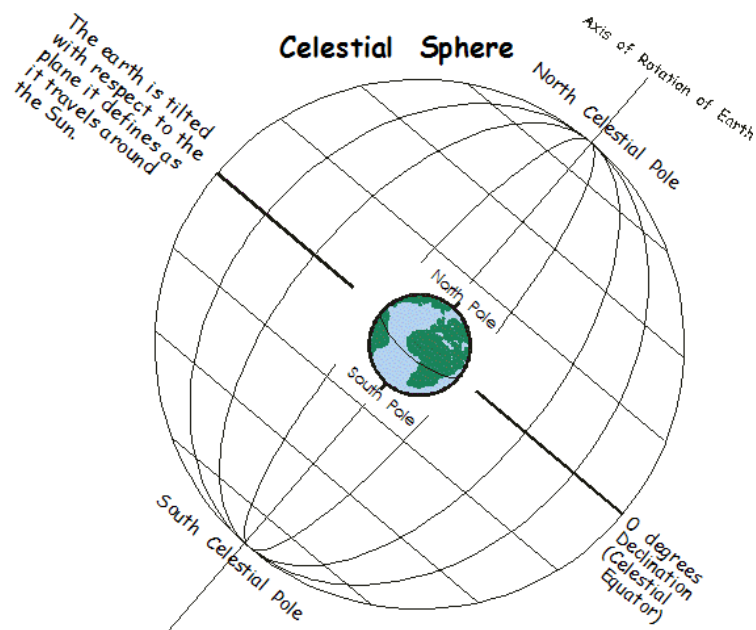 Celestial Sphere
The earth is tilted
with respect to the
plane it defines as
it travels around
the Sun.
Axis of Rotation of Earth
North Celestial Pole
North Pole
South Pole
South Celestial Pole
0 degrees
Declination
(Celestial
Equator)